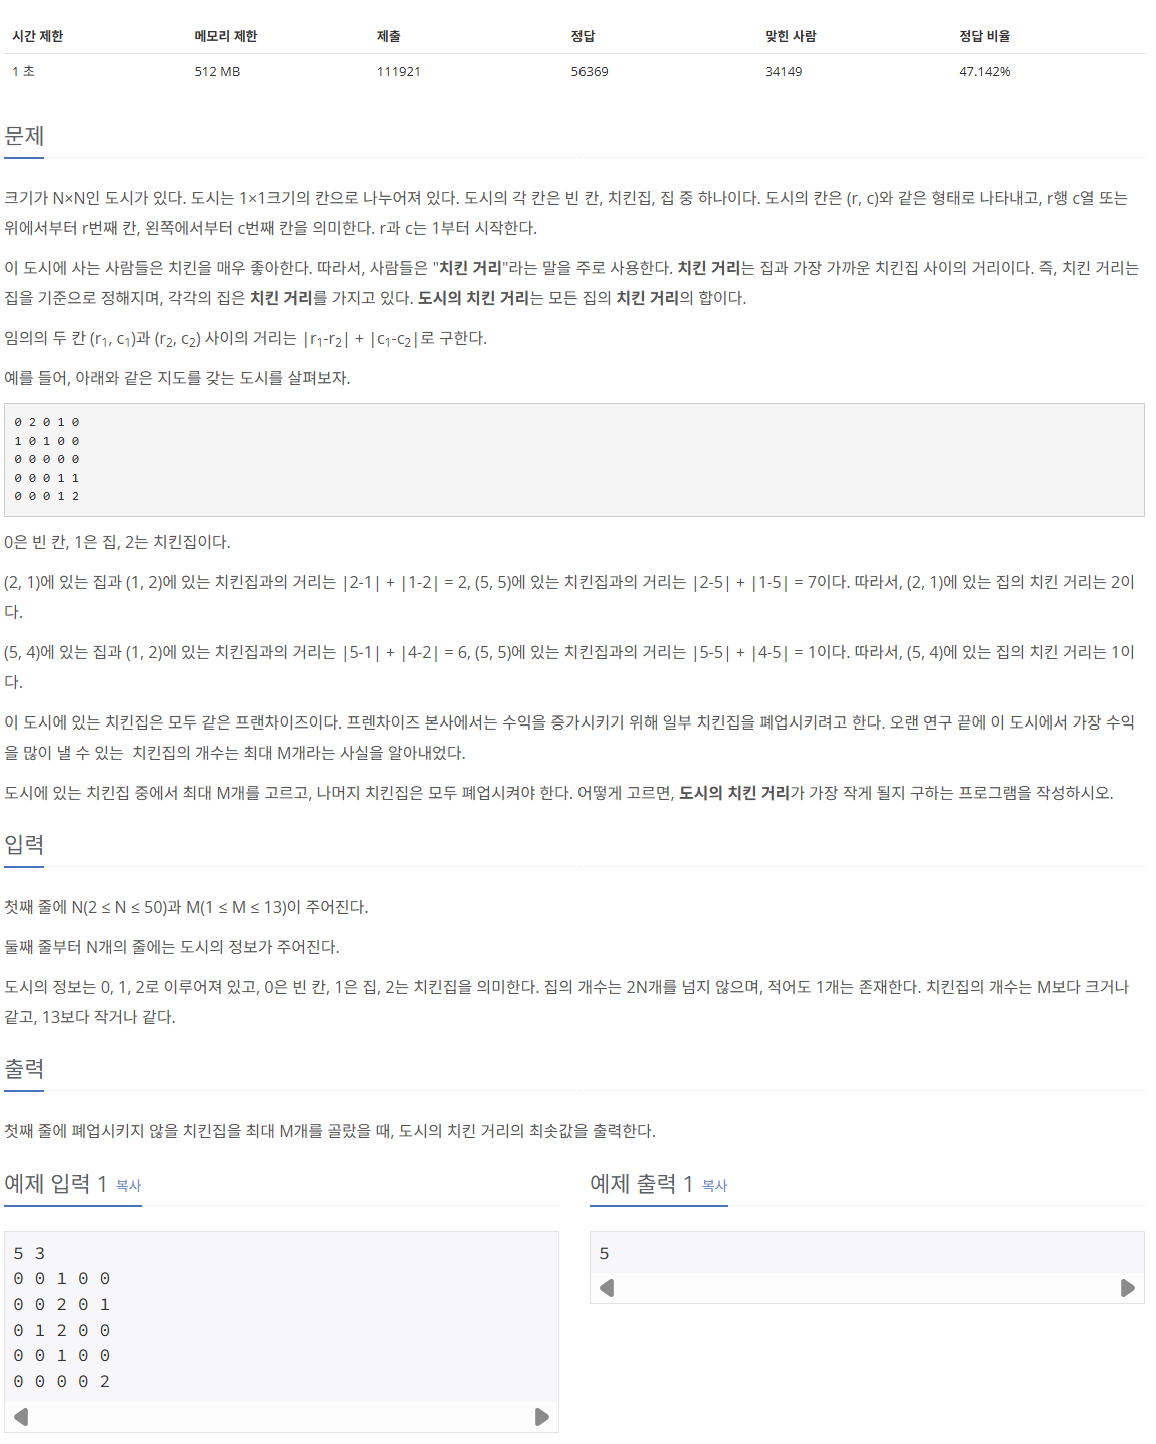 시간 제한 메모리 제한 제출 정답 맞힌 사람 정답 비율
1 초 512 MB 111921 56369 34149 47.142%
문제
크기가 N×N인 도시가 있다. 도시는 1×1크기의 칸으로 나누어져 있다. 도시의 각 칸은 빈 칸, 치킨집, 집 중 하나이다. 도시의 칸은 (r, c)와 같은 형태로 나타내고, r행 c열 또는
위에서부터 r번째 칸, 왼쪽에서부터 c번째 칸을 의미한다. r과 c는 1부터 시작한다.
이 도시에 사는 사람들은 치킨을 매우 좋아한다. 따라서, 사람들은 "치킨 거리"라는 말을 주로 사용한다. 치킨 거리는 집과 가장 가까운 치킨집 사이의 거리이다. 즉, 치킨 거리는
집을 기준으로 정해지며, 각각의 집은 치킨 거리를 가지고 있다. 도시의 치킨 거리는 모든 집의 치킨 거리의 합이다.
임의의 두 칸 (r1, c1)과 (r2, c2) 사이의 거리는 |r1-r2| + |c1-c2|로 구한다.
예를 들어, 아래와 같은 지도를 갖는 도시를 살펴보자.
0 2 0 1 0
1 0 1 0 0
0 0 0 0 0
0 0 0 1 1
0 0 0 1 2
0은 빈 칸, 1은 집, 2는 치킨집이다.
(2, 1)에 있는 집과 (1, 2)에 있는 치킨집과의 거리는 |2-1| + |1-2| = 2, (5, 5)에 있는 치킨집과의 거리는 |2-5| + |1-5| = 7이다. 따라서, (2, 1)에 있는 집의 치킨 거리는 2이
다.
(5, 4)에 있는 집과 (1, 2)에 있는 치킨집과의 거리는 |5-1| + |4-2| = 6, (5, 5)에 있는 치킨집과의 거리는 |5-5| + |4-5| = 1이다. 따라서, (5, 4)에 있는 집의 치킨 거리는 1이
다.
이 도시에 있는 치킨집은 모두 같은 프랜차이즈이다. 프렌차이즈 본사에서는 수익을 증가시키기 위해 일부 치킨집을 폐업시키려고 한다. 오랜 연구 끝에 이 도시에서 가장 수익
을 많이 낼 수 있는  치킨집의 개수는 최대 M개라는 사실을 알아내었다.
도시에 있는 치킨집 중에서 최대 M개를 고르고, 나머지 치킨집은 모두 폐업시켜야 한다. 어떻게 고르면, 도시의 치킨 거리가 가장 작게 될지 구하는 프로그램을 작성하시오.
입력
첫째 줄에 N(2 ≤ N ≤ 50)과 M(1 ≤ M ≤ 13)이 주어진다.
둘째 줄부터 N개의 줄에는 도시의 정보가 주어진다.
도시의 정보는 0, 1, 2로 이루어져 있고, 0은 빈 칸, 1은 집, 2는 치킨집을 의미한다. 집의 개수는 2N개를 넘지 않으며, 적어도 1개는 존재한다. 치킨집의 개수는 M보다 크거나
같고, 13보다 작거나 같다.
출력
첫째 줄에 폐업시키지 않을 치킨집을 최대 M개를 골랐을 때, 도시의 치킨 거리의 최솟값을 출력한다.
예제 입력 1 복사
5 3
0 0 1 0 0
0 0 2 0 1
0 1 2 0 0
0 0 1 0 0
0 0 0 0 2
예제 출력 1 복사
5